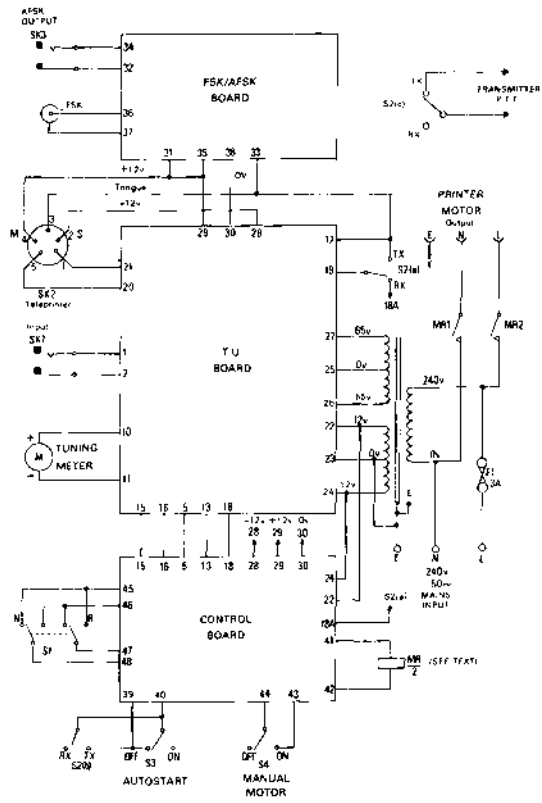 AFSK
OUTPUT
SK3
34
32
FSK
36
37
FSK/AFSK
BOARD
31
35
38
33
+12v
0V
Tongue
-12v
TX
S2(c)
RX
TRANSMITTER
P.T.T.
M
S
3
2
5
SK2
Teleprinter
21
20
29
30
28
17
19
TX
S2(a)
RX
18A
PRINTER
MOTOR
Output
E
N
L
MR1
MR2
Input
1
2
TU
BOARD
27
25
26
22
23
24
0v
12v
0v
12v
240v
0v
F1
3A
10
11
+
M
-
TUNING
METER
15
16
5
13
18
-12v
+12v
0v
28
29
30
E
E
N
L
240v
50Hz
MAINS
INPUT
15
16
5
13
18
28
29
30
45
46
47
48
N
R
S1
CONTROL
BOARD
24
22
18A
41
42
S2(a)
MR
2
(SEE TEXT)
39
40
44
43
RX
TX
S2(b)
OFF
S3
ON
OFF
S4
ON
AUTOSTART
MANUAL
MOTOR